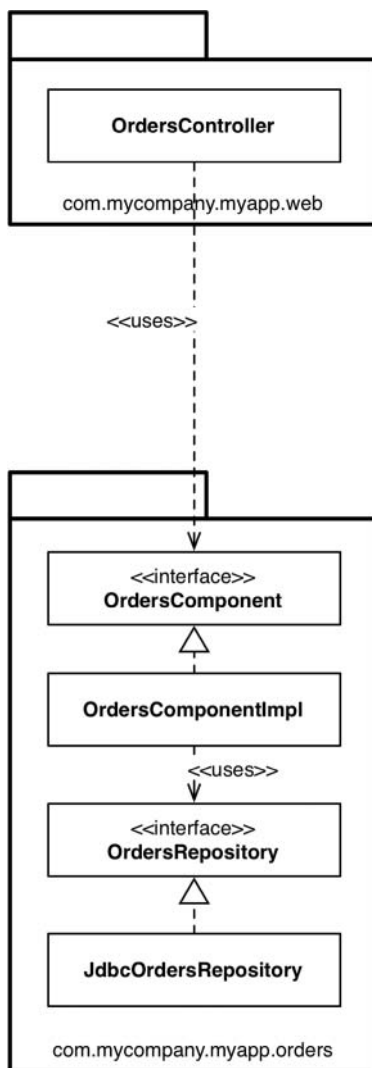 OrdersController
com.mycompany.myapp.web
<<uses>>
<<interface>>
OrdersComponent
OrdersComponentImpl
<<uses>>
<<interface>>
OrdersRepository
JdbcOrdersRepository
com.mycompany.myapp.orders